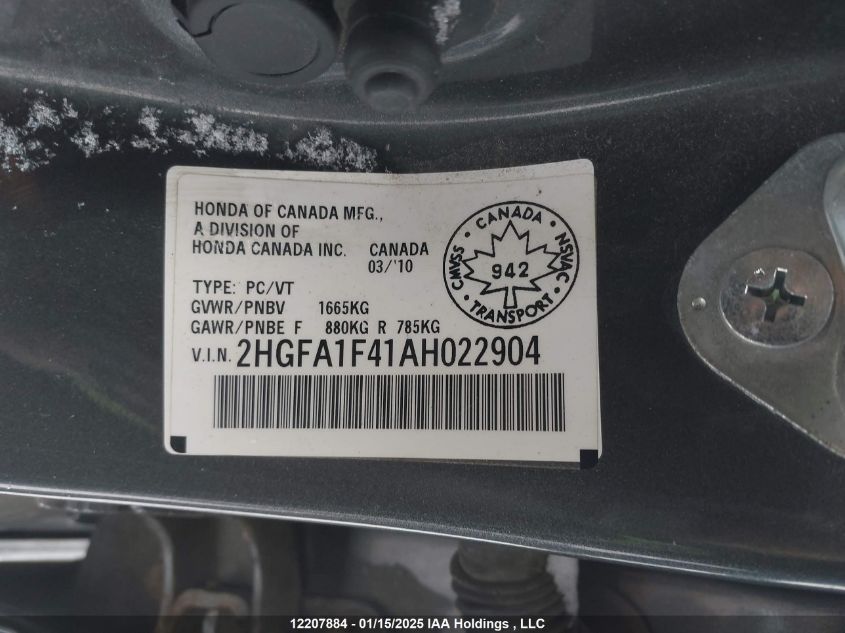 HONDA OF CANADA MFG.,
A DIVISION OF
HONDA CANADA INC. CANADA
03/'10
TYPE: PC/VT
GVWR/PNBV 1665KG
GAWR/PNBE F 880KG R 785KG
V.I.N. 2HGFA1F41AH022904
CANADA
CMVSS 942 NSVAC
TRANSPORT
12207884 - 01/15/2025 IAA Holdings , LLC